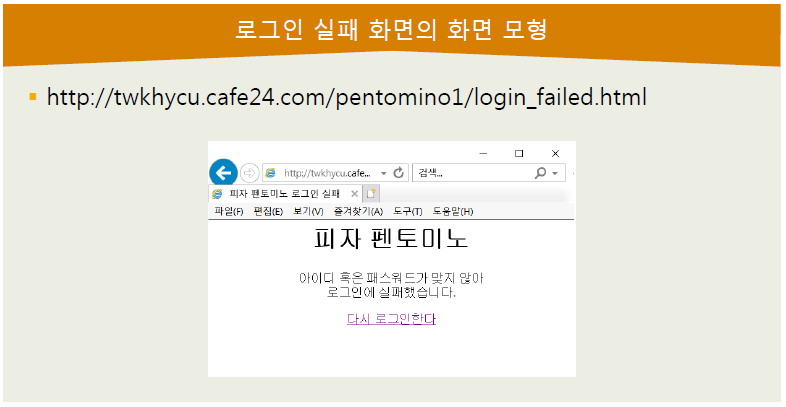 로그인 실패 화면의 화면 모형
http://twkhycu.cafe24.com/pentomino1/login_failed.html
http://twkhycu.cafe...
검색...
피자 펜토미노 로그인 실패
파일(F) 편집(E) 보기(V) 즐겨찾기(A) 도구(T) 도움말(H)
피자 펜토미노
아이디 혹은 패스워드가 맞지 않아
로그인에 실패했습니다.
다시 로그인한다